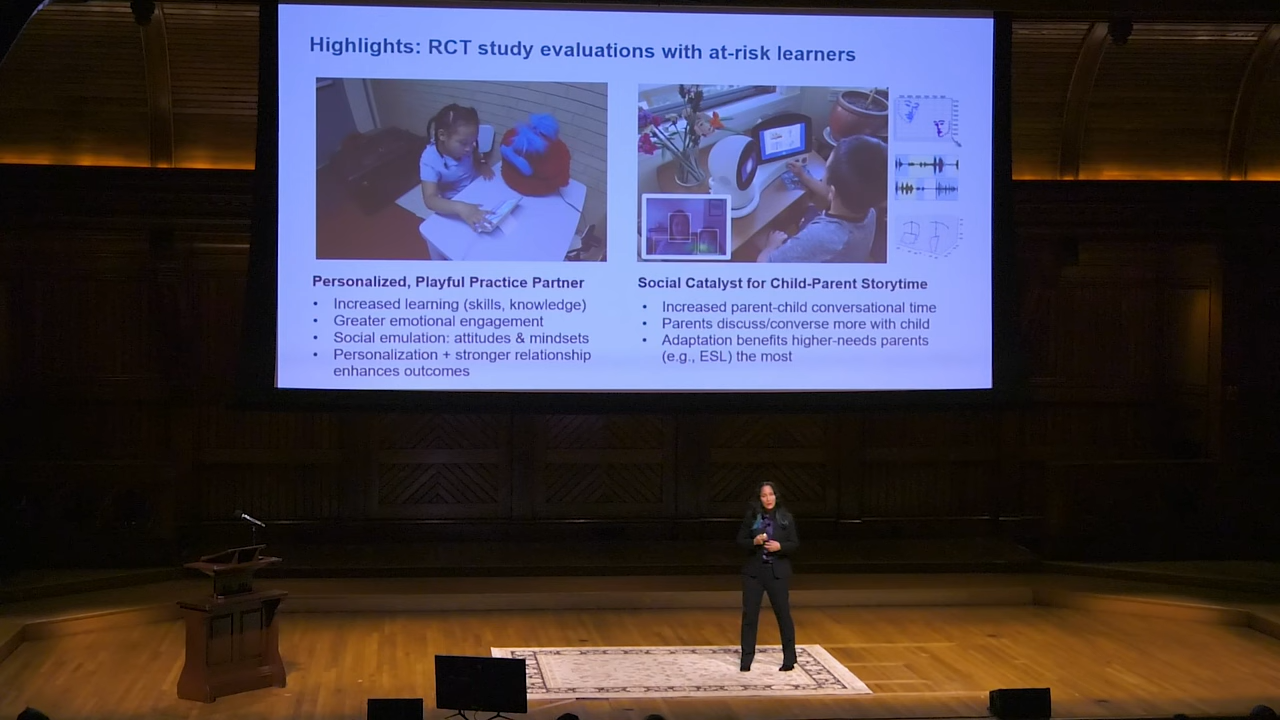 Highlights: RCT study evaluations with at-risk learners
Personalized, Playful Practice Partner
• Increased learning (skills, knowledge)
• Greater emotional engagement
• Social emulation: attitudes & mindsets
• Personalization + stronger relationship
enhances outcomes
Social Catalyst for Child-Parent Storytime
• Increased parent-child conversational time
• Parents discuss/converse more with child
• Adaptation benefits higher-needs parents
(e.g., ESL) the most